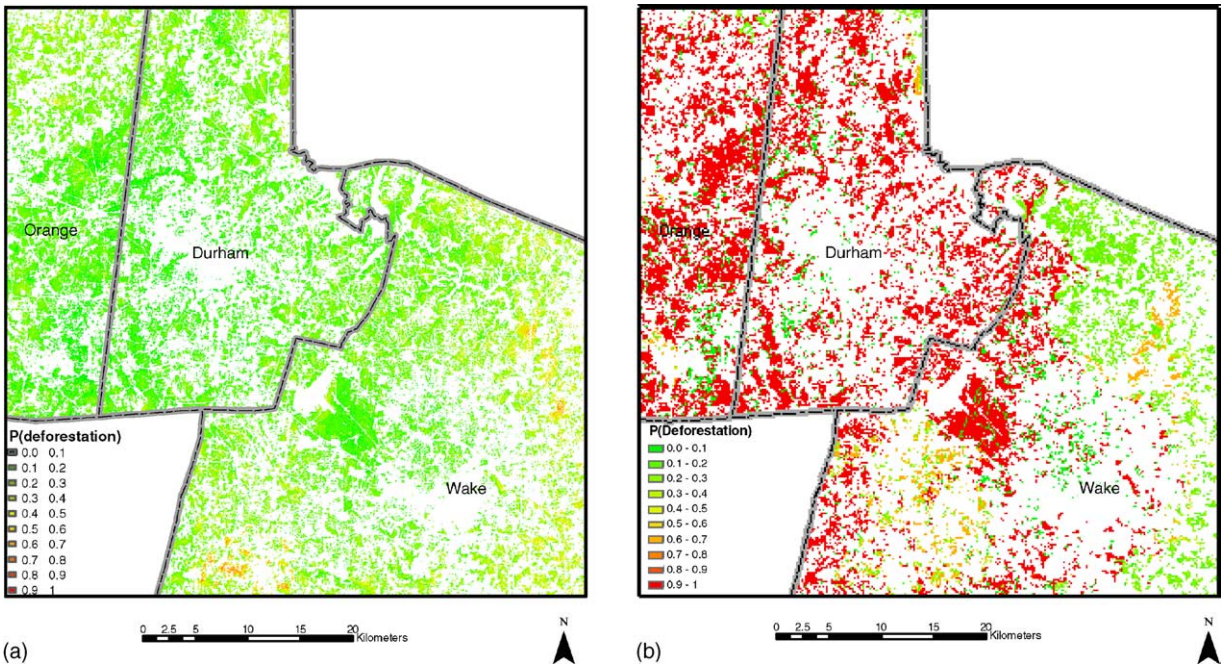 Orange
Durham
Wake
P(deforestation)
0.0 0.1
0.1 0.2
0.2 0.3
0.3 0.4
0.4 0.5
0.5 0.6
0.6 0.7
0.7 0.8
0.8 0.9
0.9 1
0 2.5 5 10 15 20
Kilometers
N
(a)
Orange
Durham
Wake
P(Deforestation)
0.0 - 0.1
0.1 - 0.2
0.2 - 0.3
0.3 - 0.4
0.4 - 0.5
0.5 - 0.6
0.6 - 0.7
0.7 - 0.8
0.8 - 0.9
0.9 - 1
0 2.5 5 10 15 20
Kilometers
N
(b)